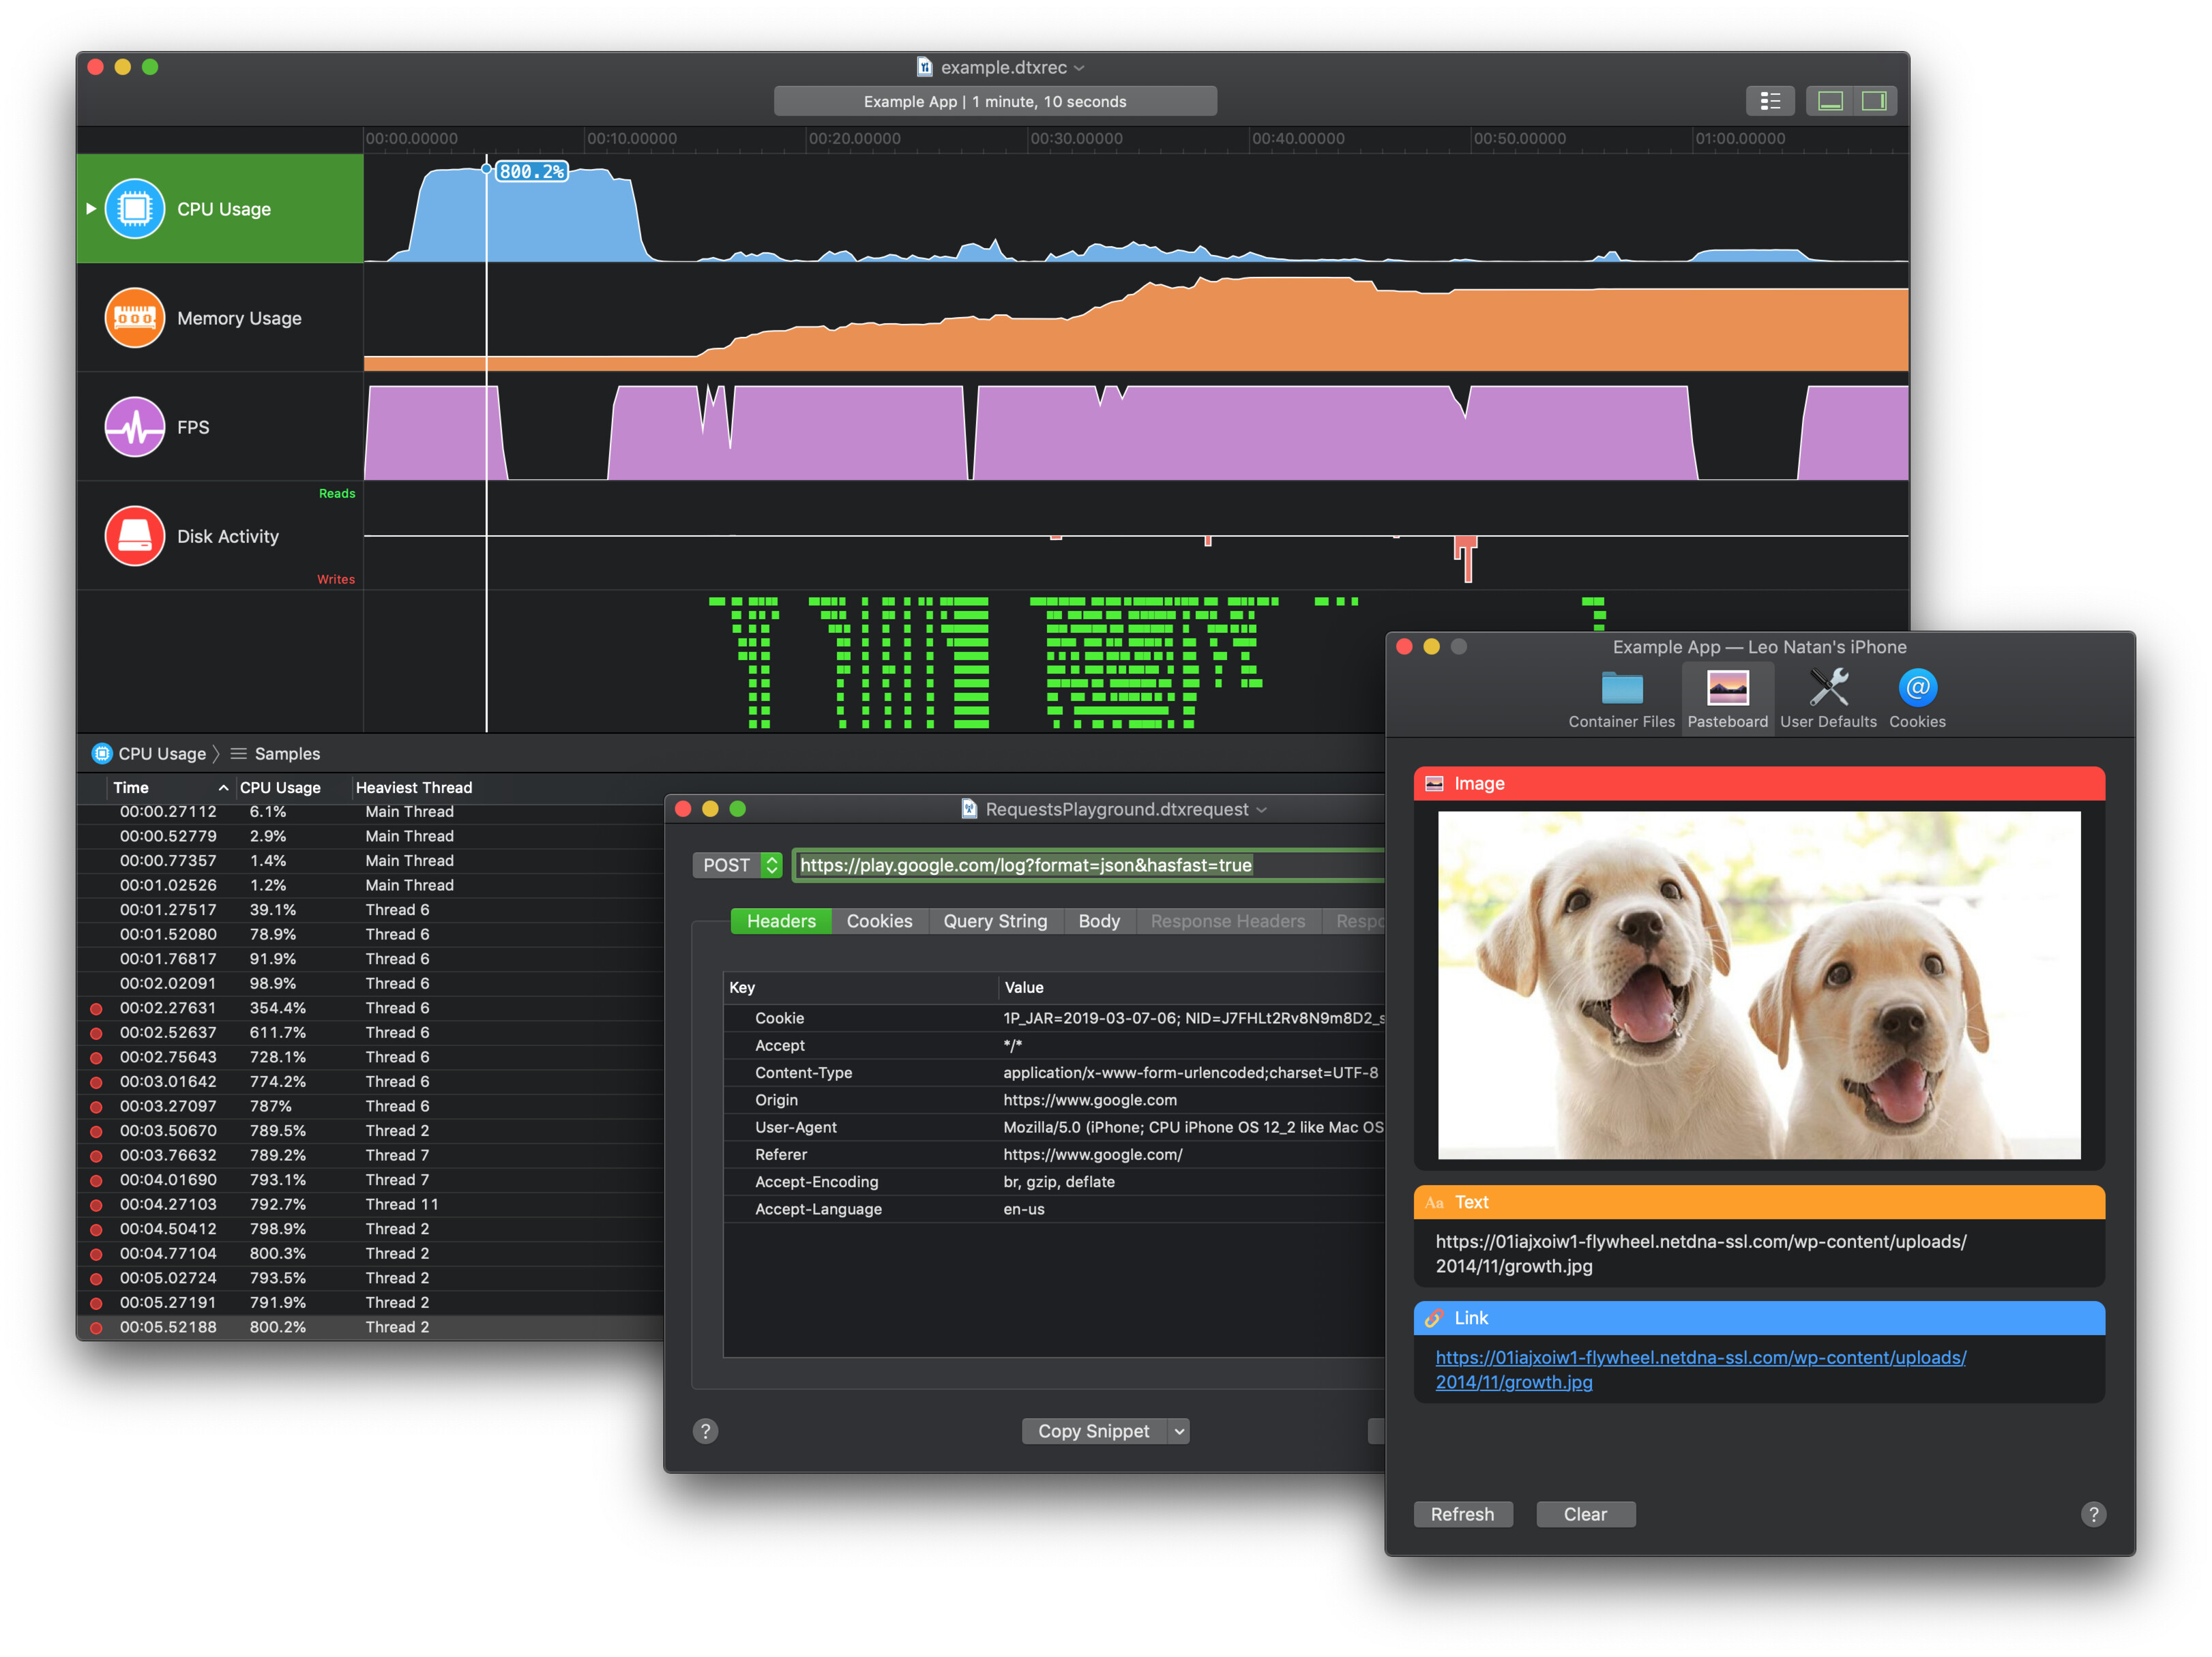 example.dtxrec
Example App | 1 minute, 10 seconds
00:00.00000 00:10.00000 00:20.00000 00:30.00000 00:40.00000 00:50.00000 01:00.00000
CPU Usage
800.2%
Memory Usage
FPS
Reads
Disk Activity
Writes
CPU Usage Samples
Time CPU Usage Heaviest Thread
00:00.27112 6.1% Main Thread
00:00.52779 2.9% Main Thread
00:00.77357 1.4% Main Thread
00:01.02526 1.2% Main Thread
00:01.27517 39.1% Thread 6
00:01.52080 78.9% Thread 6
00:01.76817 91.9% Thread 6
00:02.02091 98.9% Thread 6
00:02.27631 354.4% Thread 6
00:02.52637 611.7% Thread 6
00:02.75643 728.1% Thread 6
00:03.01642 774.2% Thread 6
00:03.27097 787% Thread 6
00:03.50670 789.5% Thread 2
00:03.76632 789.2% Thread 7
00:04.01690 793.1% Thread 7
00:04.27103 792.7% Thread 11
00:04.50412 798.9% Thread 2
00:04.77104 800.3% Thread 2
00:05.02724 793.5% Thread 2
00:05.27191 791.9% Thread 2
00:05.52188 800.2% Thread 2
RequestsPlayground.dtxrequest
POST https://play.google.com/log?format=json&hasfast=true
Headers Cookies Query String Body Response Headers Respo
Key Value
Cookie 1P_JAR=2019-03-07-06; NID=J7FHLt2Rv8N9m8D2_s
Accept */*
Content-Type application/x-www-form-urlencoded;charset=UTF-8
Origin https://www.google.com
User-Agent Mozilla/5.0 (iPhone; CPU iPhone OS 12_2 like Mac OS
Referer https://www.google.com/
Accept-Encoding br, gzip, deflate
Accept-Language en-us
? Copy Snippet
Example App — Leo Natan's iPhone
Container Files Pasteboard User Defaults Cookies
Image
Aa Text
https://01iajxoiw1-flywheel.netdna-ssl.com/wp-content/uploads/
2014/11/growth.jpg
Link
https://01iajxoiw1-flywheel.netdna-ssl.com/wp-content/uploads/
2014/11/growth.jpg
Refresh Clear ?